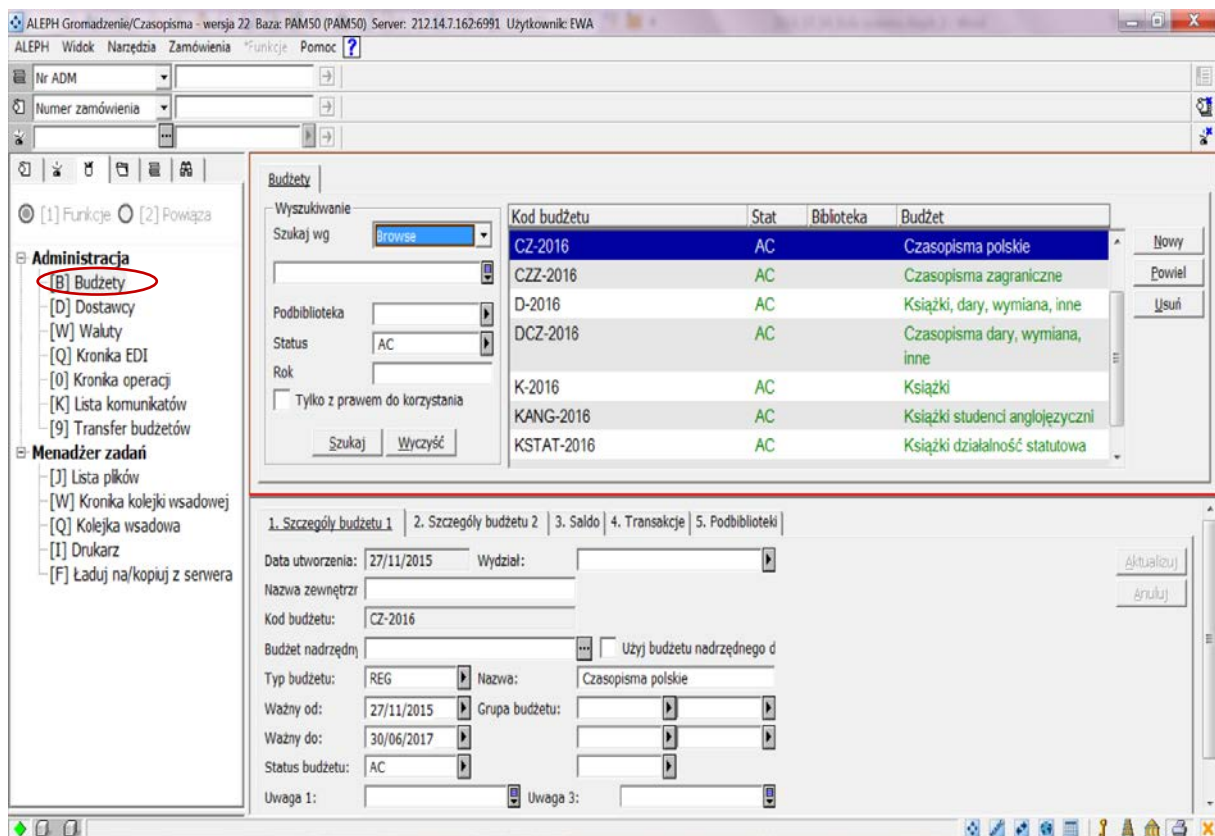 ALEPH Gromadzenie/Czasopisma - wersja 22 Baza: PAM50 (PAM50) Server: 212.14.7.162:6991 Użytkownik: EWA
ALEPH Widok Narzędzia Zamówienia *Funkcje Pomoc ?
Nr ADM
Numer zamówienia
[1] Funkcje [2] Powiąza
Administracja
[B] Budżety
[D] Dostawcy
[W] Waluty
[Q] Kronika EDI
[0] Kronika operacji
[K] Lista komunikatów
[9] Transfer budżetów
Menadżer zadań
[J] Lista plików
[W] Kronika kolejki wsadowej
[Q] Kolejka wsadowa
[I] Drukarz
[F] Ładuj na/kopiuj z serwera
Budżety
Wyszukiwanie
Szukaj wg Browse
Podbiblioteka
Status AC
Rok
Tylko z prawem do korzystania
Szukaj Wyczyść
Kod budżetu Stat Biblioteka Budżet
CZ-2016 AC Czasopisma polskie
CZZ-2016 AC Czasopisma zagraniczne
D-2016 AC Książki, dary, wymiana, inne
DCZ-2016 AC Czasopisma dary, wymiana,
inne
K-2016 AC Książki
KANG-2016 AC Książki studenci anglojęzyczni
KSTAT-2016 AC Książki działalność statutowa
Nowy
Powiel
Usuń
1. Szczegóły budżetu 1 2. Szczegóły budżetu 2 3. Saldo 4. Transakcje 5. Podbiblioteki
Data utworzenia: 27/11/2015 Wydział:
Nazwa zewnętrzr
Kod budżetu: CZ-2016
Budżet nadrzędny Użyj budżetu nadrzędnego d
Typ budżetu: REG Nazwa: Czasopisma polskie
Ważny od: 27/11/2015 Grupa budżetu:
Ważny do: 30/06/2017
Status budżetu: AC
Uwaga 1: Uwaga 3:
Aktualizuj
Anuluj